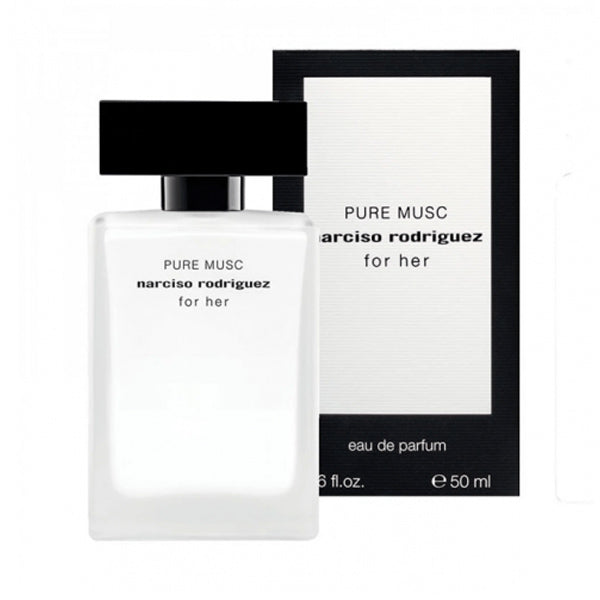 PURE MUSC
narciso rodriguez
for her
PURE MUSC
narciso rodriguez
for her
eau de parfum
6 fl.oz. ℮ 50 ml